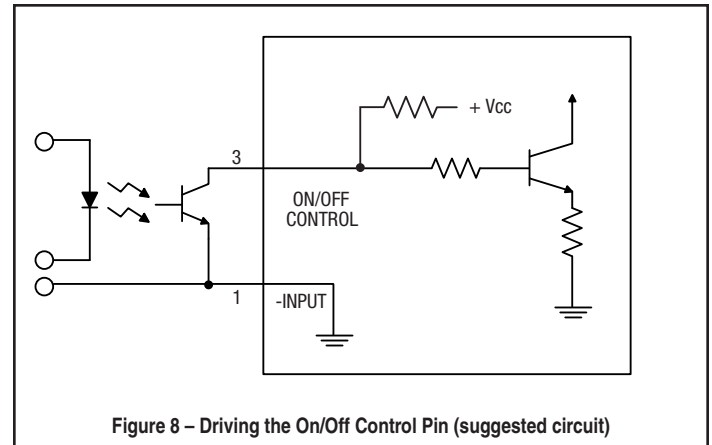 + Vcc
3
ON/OFF
CONTROL
1
-INPUT
Figure 8 – Driving the On/Off Control Pin (suggested circuit)